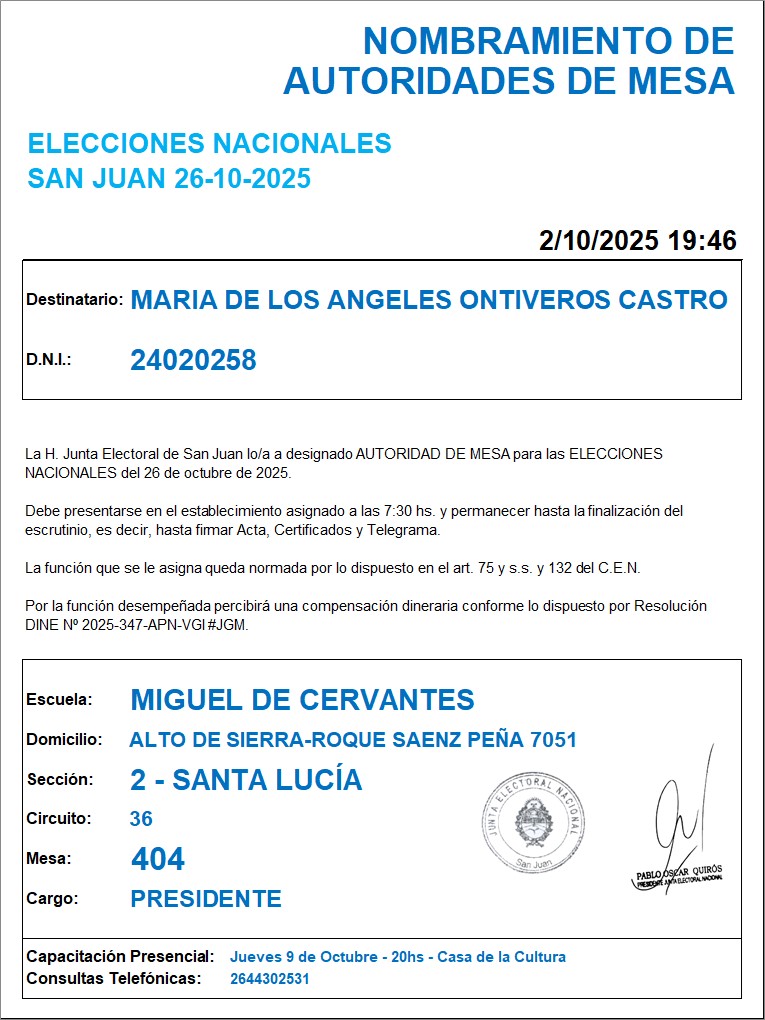 NOMBRAMIENTO DE
AUTORIDADES DE MESA
ELECCIONES NACIONALES
SAN JUAN 26-10-2025
2/10/2025 19:46
Destinatario: MARIA DE LOS ANGELES ONTIVEROS CASTRO
D.N.I.: 24020258
La H. Junta Electoral de San Juan lo/a a designado AUTORIDAD DE MESA para las ELECCIONES
NACIONALES del 26 de octubre de 2025.
Debe presentarse en el establecimiento asignado a las 7:30 hs. y permanecer hasta la finalización del
escrutinio, es decir, hasta firmar Acta, Certificados y Telegrama.
La función que se le asigna queda normada por lo dispuesto en el art. 75 y s.s. y 132 del C.E.N.
Por la función desempeñada percibirá una compensación dineraria conforme lo dispuesto por Resolución
DINE Nº 2025-347-APN-VGI#JGM.
Escuela: MIGUEL DE CERVANTES
Domicilio: ALTO DE SIERRA-ROQUE SAENZ PEÑA 7051
Sección: 2 - SANTA LUCÍA
Circuito: 36
Mesa: 404
Cargo: PRESIDENTE
JUNTA ELECTORAL NACIONAL
San Juan
PABLO OSCAR QUIRÓS
PRESIDENTE JUNTA ELECTORAL NACIONAL
Capacitación Presencial: Jueves 9 de Octubre - 20hs - Casa de la Cultura
Consultas Telefónicas: 2644302531